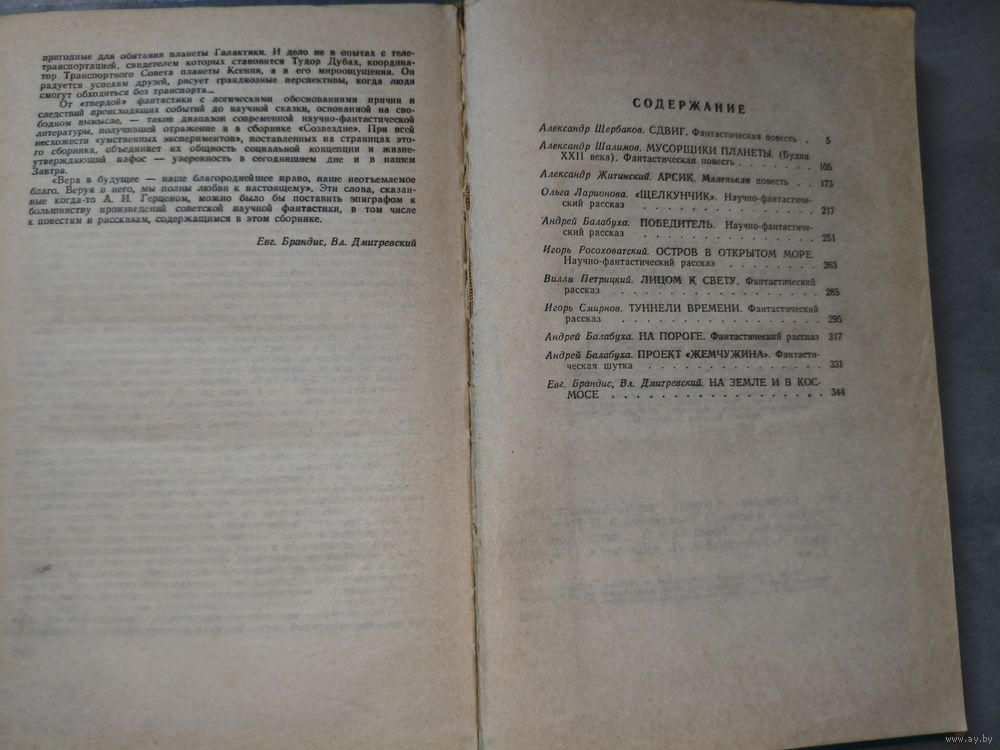 пригодные для обитания планеты Галактики. И дело не в опытах с теле-
транспортацией, свидетелем которых становится Тудор Дубах, координа-
тор Транспортного Совета планеты Ксения, а в его мироощущении. Он
радуется успехам друзей, рисует грандиозные перспективы, когда люди
смогут обходиться без транспорта...
От «твердой» фантастики с логическими обоснованиями причин и
следствий происходящих событий до научной сказки, основанной на сво-
бодном вымысле, — таков диапазон современной научно-фантастической
литературы, получившей отражение и в сборнике «Созвездие». При всей
несхожести «умственных экспериментов», поставленных на страницах это-
го сборника, объединяет их общность социальной концепции и жизне-
утверждающий пафос — уверенность в сегодняшнем дне и в нашем
Завтра.
«Вера в будущее — наше благороднейшее право, наше неотъемлемое
благо. Веруя в него, мы полны любви к настоящему». Эти слова, сказан-
ные когда-то А. И. Герценом, можно было бы поставить эпиграфом к
большинству произведений советской научной фантастики, в том числе
к повестям и рассказам, содержащимся в этом сборнике.
Евг. Брандис, Вл. Дмитревский
СОДЕРЖАНИЕ
Александр Щербаков. СДВИГ. Фантастическая повесть . 5
Александр Шалимов. МУСОРЩИКИ ПЛАНЕТЫ. (Будни
XXII века). Фантастическая повесть . . . . . . . . 105
Александр Житинский. АРСИК. Маленькая повесть . . 173
Ольга Ларионова. «ЩЕЛКУНЧИК». Научно-фантастиче-
ский рассказ . . . . . . . . . . . . . 217
Андрей Балабуха. ПОБЕДИТЕЛЬ. Научно-фантастиче-
ский рассказ . . . . . . . . . . . . . 251
Игорь Росоховатский. ОСТРОВ В ОТКРЫТОМ МОРЕ.
Научно-фантастический рассказ . . . . . . . . 263
Вилли Петрицкий. ЛИЦОМ К СВЕТУ. Фантастический
рассказ . . . . . . . . . . . . . . . 285
Игорь Смирнов. ТУННЕЛИ ВРЕМЕНИ. Фантастический
рассказ . . . . . . . . . . . . . . . 295
Андрей Балабуха. НА ПОРОГЕ. Фантастический рассказ 317
Андрей Балабуха. ПРОЕКТ «ЖЕМЧУЖИНА». Фантасти-
ческая шутка . . . . . . . . . . . . . 331
Евг. Брандис, Вл. Дмитревский. НА ЗЕМЛЕ И В КОС-
МОСЕ . . . . . . . . . . . . . . . . 344
www.ay.by